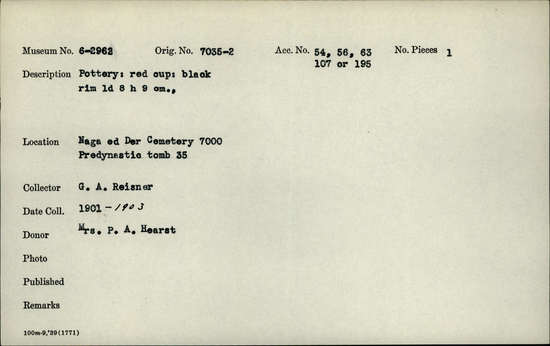 Museum No. 6-2962 Orig. No. 7035-2 Acc. No. 54, 56, 63 No. Pieces 1
107 or 195
Description Pottery: red cup: black
rim ld 8 h 9 cm.,
Location Naga ed Der Cemetery 7000
Predynastic tomb 35
Collector G. A. Reisner
Date Coll. 1901-1903
Donor Mrs. P. A. Hearst
Photo
Published
Remarks
100m-9,'39(1771)